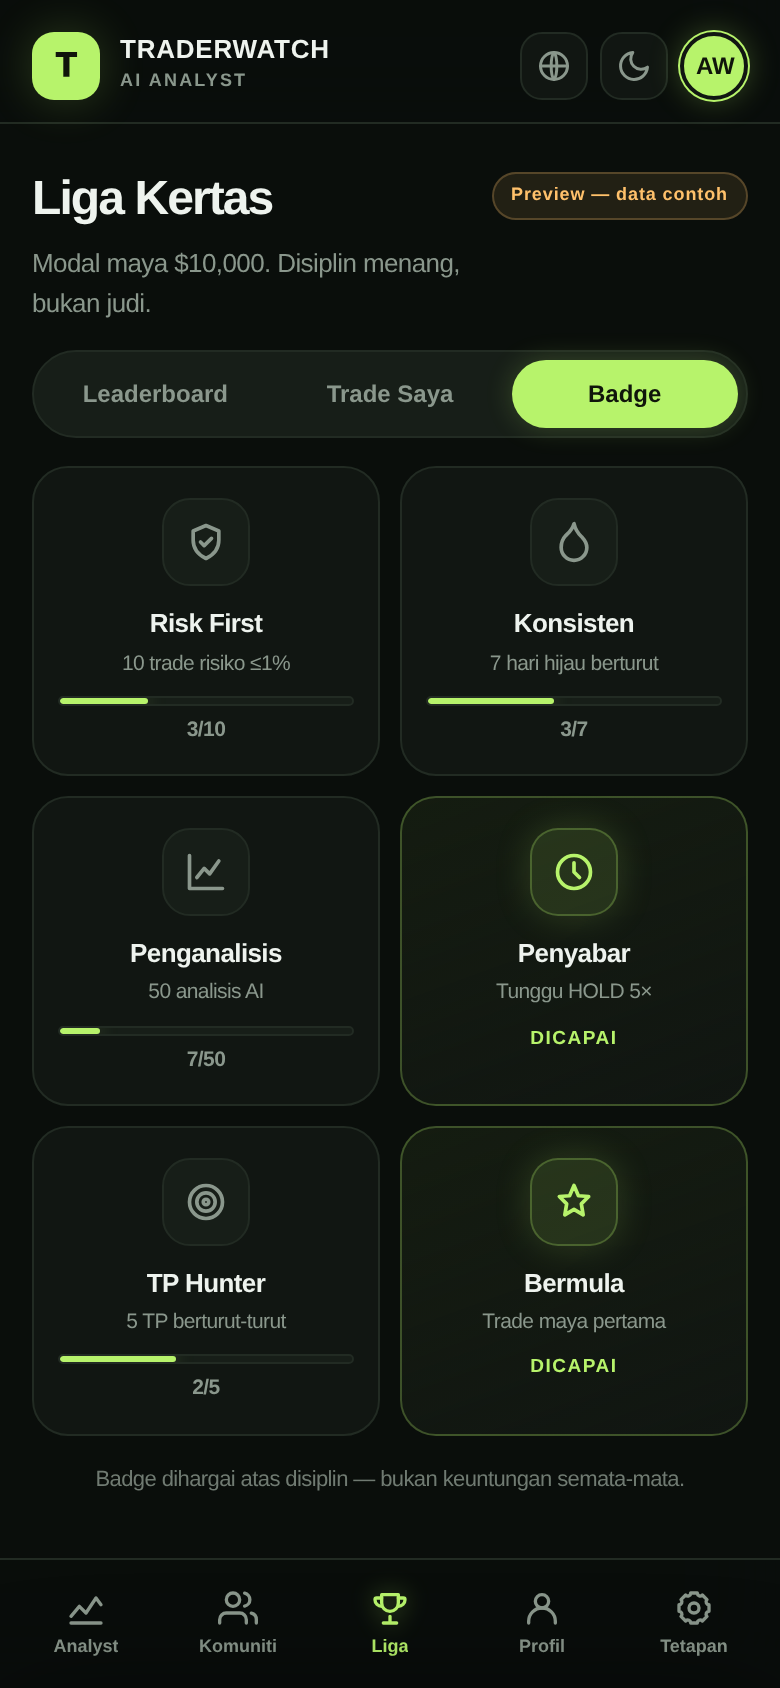 T
TRADERWATCH
AI ANALYST
AW
Liga Kertas
Preview — data contoh
Modal maya $10,000. Disiplin menang,
bukan judi.
Leaderboard
Trade Saya
Badge
Risk First
10 trade risiko ≤1%
3/10
Konsisten
7 hari hijau berturut
3/7
Penganalisis
50 analisis AI
7/50
Penyabar
Tunggu HOLD 5×
DICAPAI
TP Hunter
5 TP berturut-turut
2/5
Bermula
Trade maya pertama
DICAPAI
Badge dihargai atas disiplin — bukan keuntungan semata-mata.
Analyst
Komuniti
Liga
Profil
Tetapan